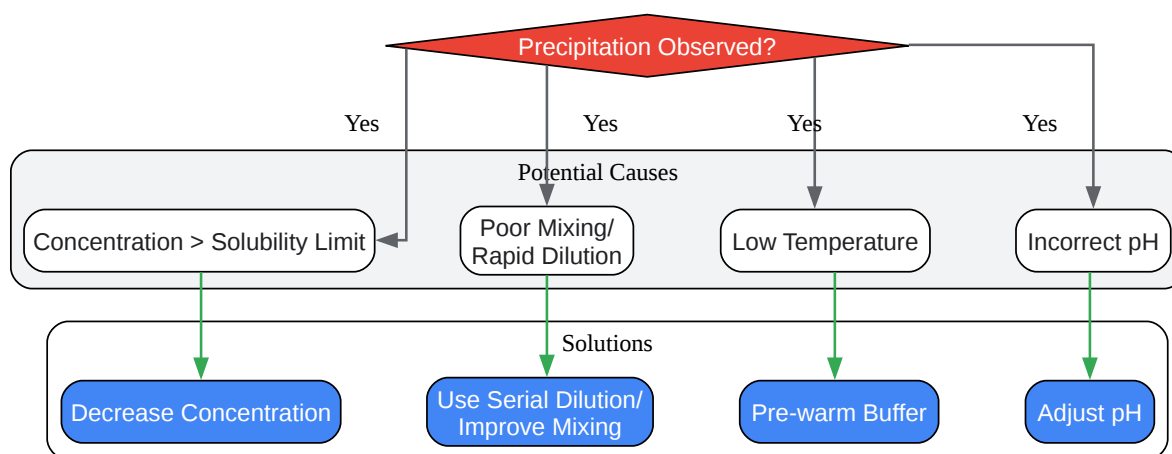 Precipitation Observed?
Yes
Yes
Yes
Yes
Potential Causes
Concentration > Solubility Limit
Poor Mixing/
Rapid Dilution
Low Temperature
Incorrect pH
Solutions
Decrease Concentration
Use Serial Dilution/
Improve Mixing
Pre-warm Buffer
Adjust pH